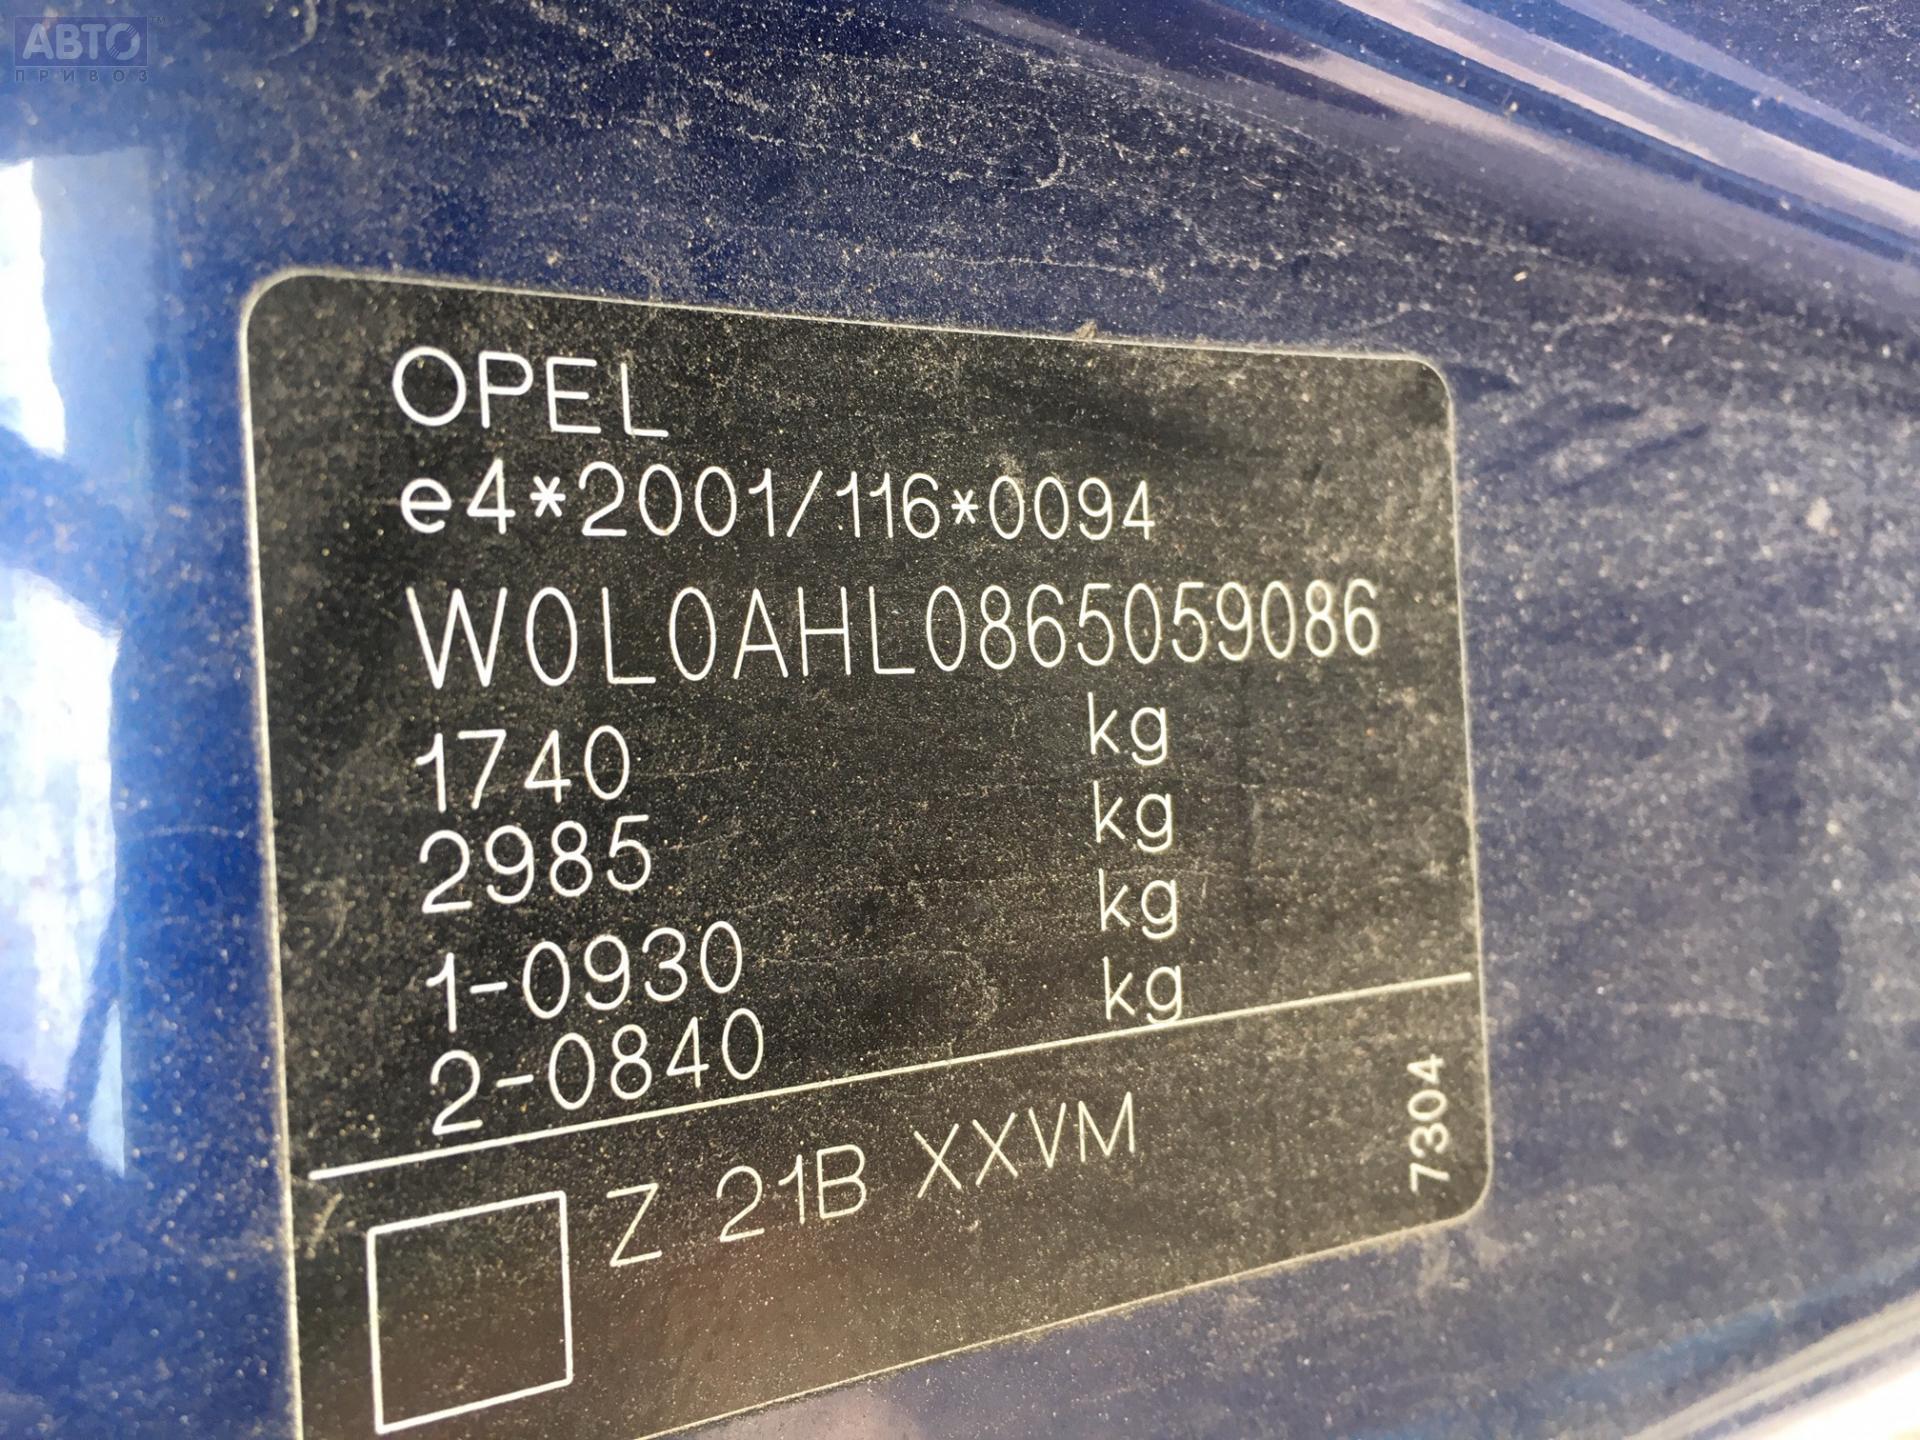 АВТО™
ПРИВОЗ
OPEL
e4*2001/116*0094
W0L0AHL0865059086
1740 kg
2985 kg
1-0930 kg
2-0840 kg
Z 21B XXVM
7304